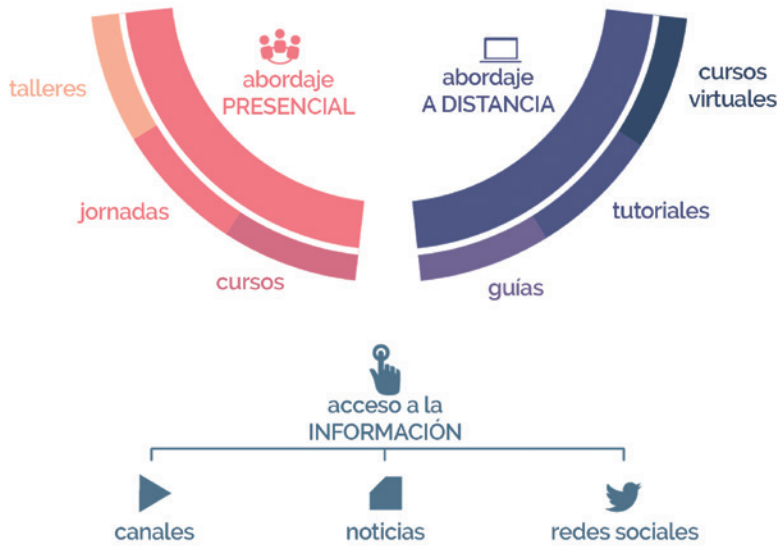 talleres
abordaje
PRESENCIAL
jornadas
cursos
abordaje
A DISTANCIA
cursos
virtuales
tutoriales
guías
acceso a la
INFORMACIÓN
canales
noticias
redes sociales